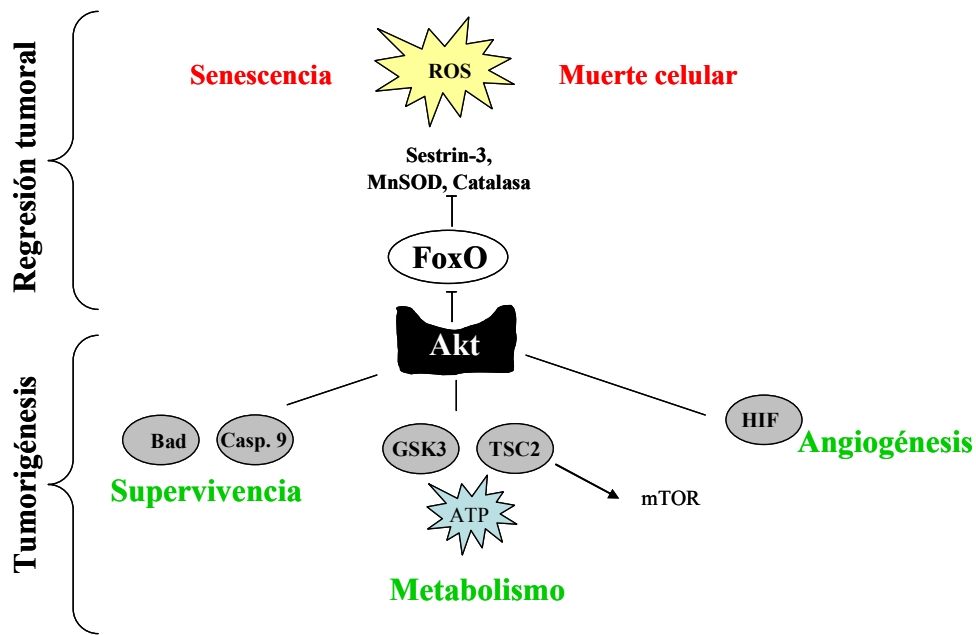 Regresión tumoral
Senescencia
ROS
Muerte celular
Sestrin-3,
MnSOD, Catalasa
FoxO
Akt
Tumorigénesis
Bad
Casp. 9
Supervivencia
GSK3
TSC2
mTOR
ATP
Metabolismo
HIF
Angiogénesis